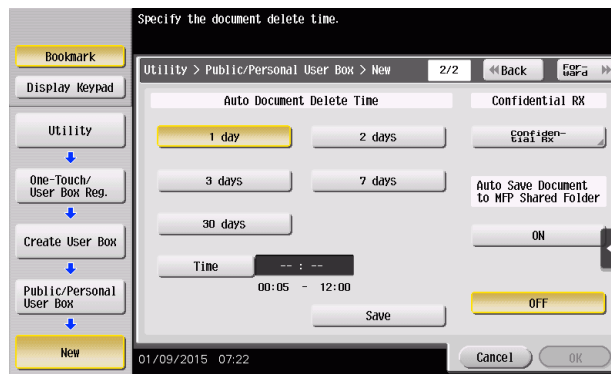 Specify the document delete time.
Bookmark
Display Keypad
Utility
One-Touch/
User Box Reg.
Create User Box
Public/Personal
User Box
New
Utility > Public/Personal User Box > New
2/2
Back
For-
ward
Auto Document Delete Time
1 day
2 days
3 days
7 days
30 days
Time
-- : --
00:05 - 12:00
Save
Confidential RX
Confiden-
tial RX
Auto Save Document
to MFP Shared Folder
ON
OFF
01/09/2015 07:22
Cancel
OK